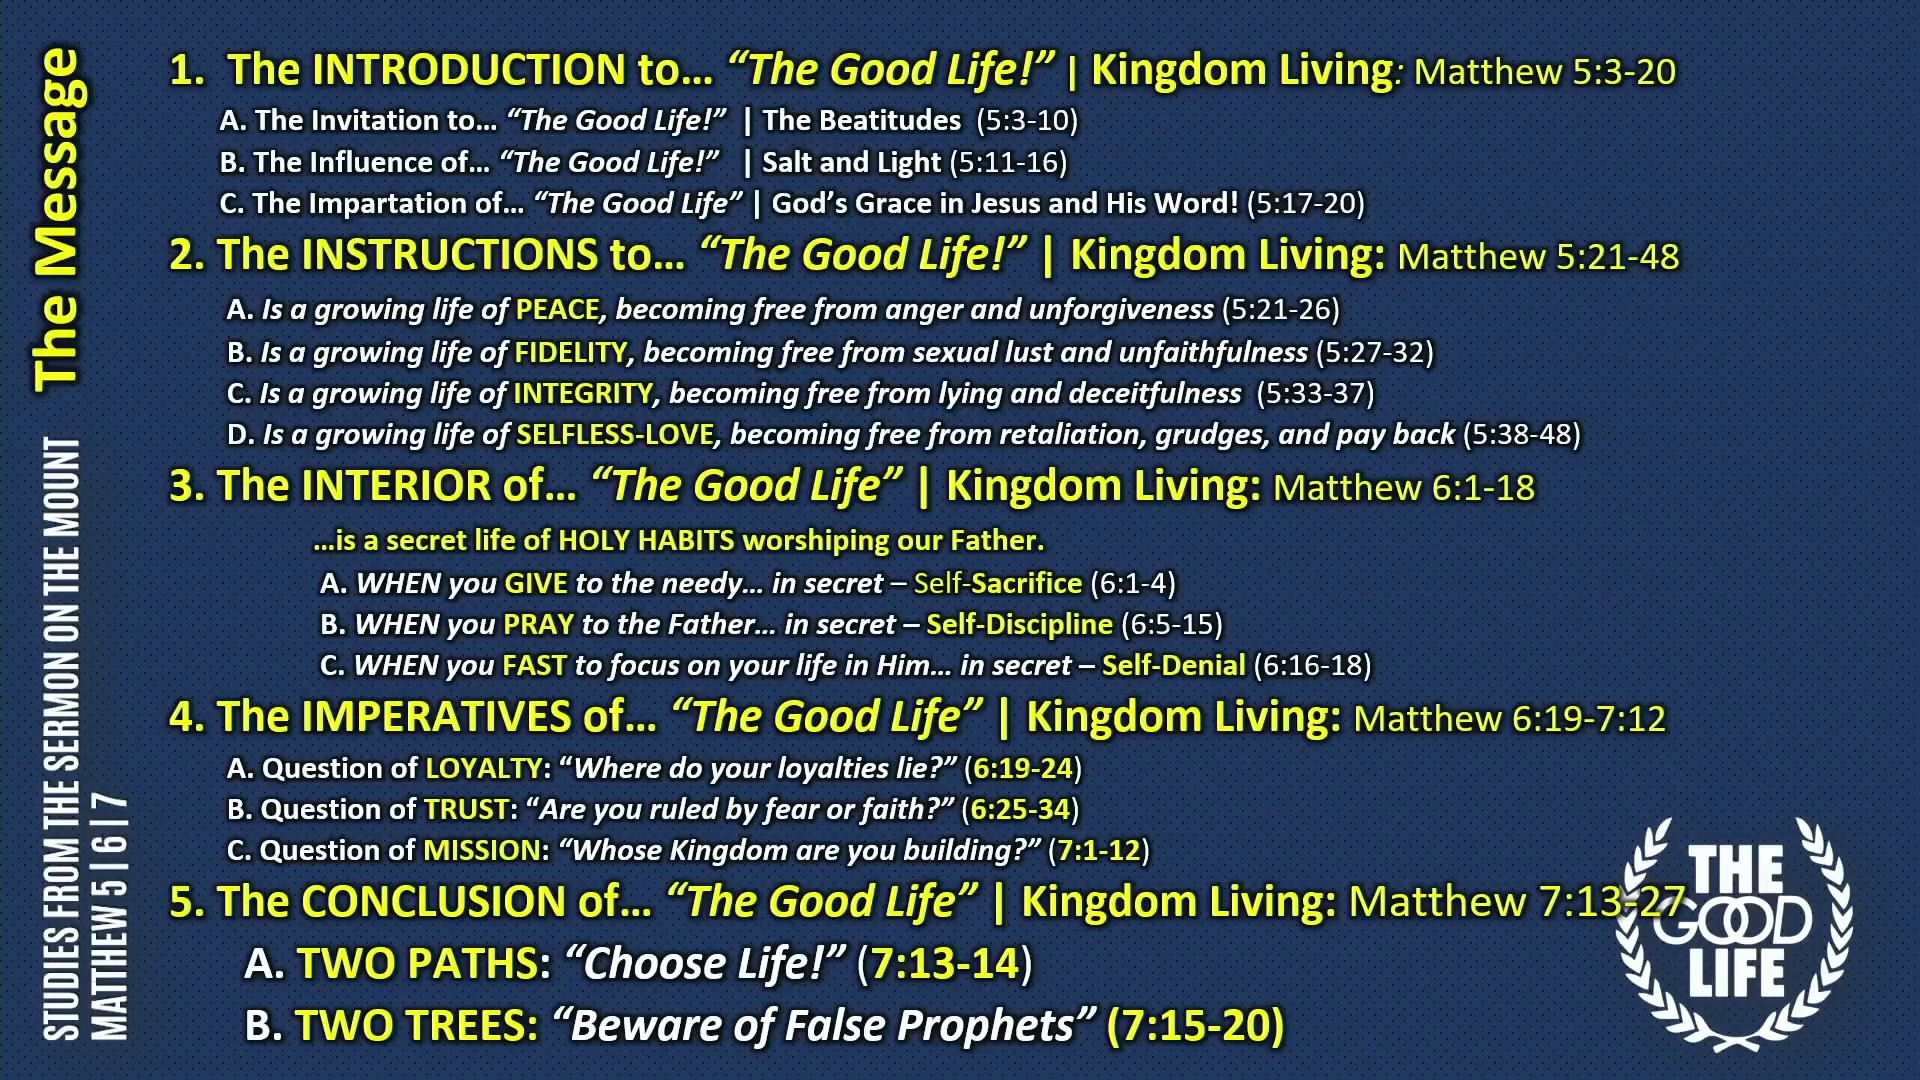 The Message
STUDIES FROM THE SERMON ON THE MOUNT
MATTHEW 5 | 6 | 7
1. The INTRODUCTION to… “The Good Life!” | Kingdom Living: Matthew 5:3-20
A. The Invitation to… “The Good Life!” | The Beatitudes (5:3-10)
B. The Influence of… “The Good Life!” | Salt and Light (5:11-16)
C. The Impartation of… “The Good Life” | God’s Grace in Jesus and His Word! (5:17-20)
2. The INSTRUCTIONS to… “The Good Life!” | Kingdom Living: Matthew 5:21-48
A. Is a growing life of PEACE, becoming free from anger and unforgiveness (5:21-26)
B. Is a growing life of FIDELITY, becoming free from sexual lust and unfaithfulness (5:27-32)
C. Is a growing life of INTEGRITY, becoming free from lying and deceitfulness (5:33-37)
D. Is a growing life of SELFLESS-LOVE, becoming free from retaliation, grudges, and pay back (5:38-48)
3. The INTERIOR of… “The Good Life” | Kingdom Living: Matthew 6:1-18
…is a secret life of HOLY HABITS worshiping our Father.
A. WHEN you GIVE to the needy… in secret – Self-Sacrifice (6:1-4)
B. WHEN you PRAY to the Father… in secret – Self-Discipline (6:5-15)
C. WHEN you FAST to focus on your life in Him… in secret – Self-Denial (6:16-18)
4. The IMPERATIVES of… “The Good Life” | Kingdom Living: Matthew 6:19-7:12
A. Question of LOYALTY: “Where do your loyalties lie?” (6:19-24)
B. Question of TRUST: “Are you ruled by fear or faith?” (6:25-34)
C. Question of MISSION: “Whose Kingdom are you building?” (7:1-12)
5. The CONCLUSION of… “The Good Life” | Kingdom Living: Matthew 7:13-27
A. TWO PATHS: “Choose Life!” (7:13-14)
B. TWO TREES: “Beware of False Prophets” (7:15-20)
THE
GOOD
LIFE